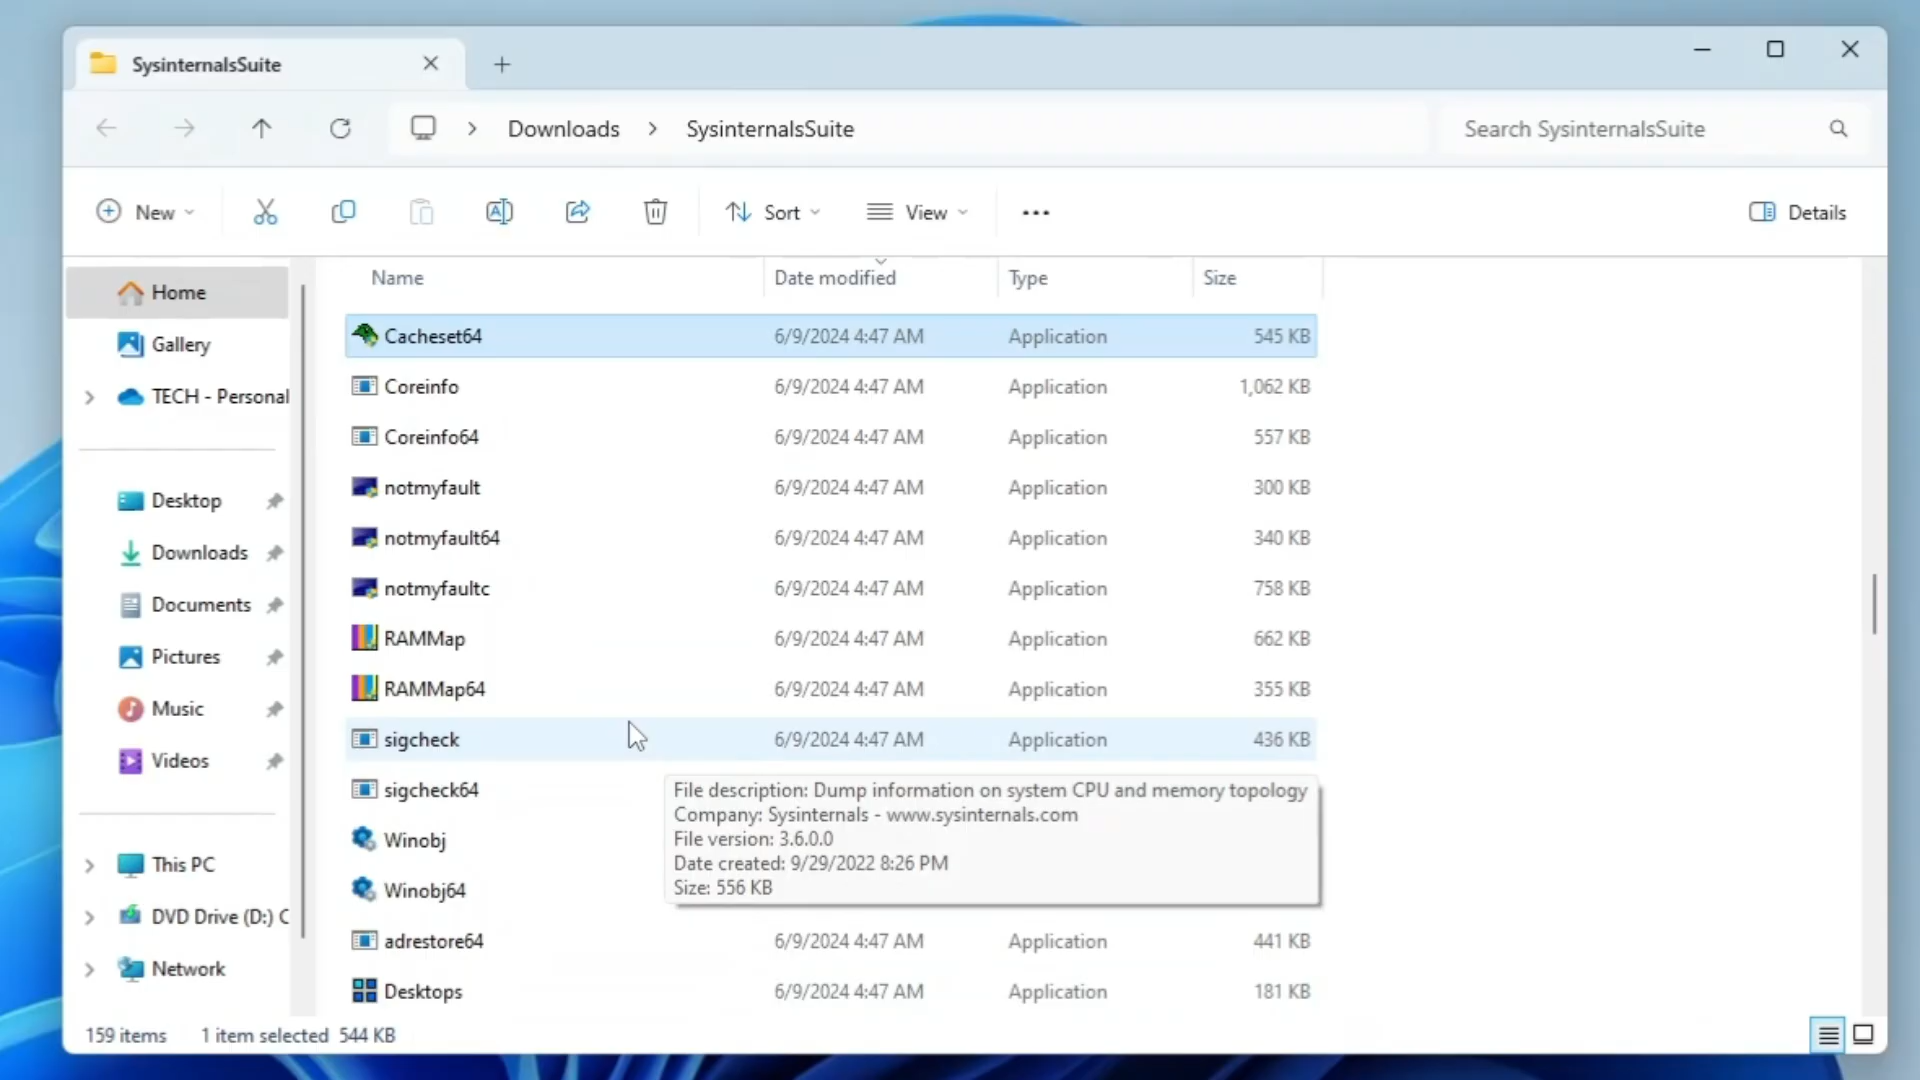 SysinternalsSuite
Downloads > SysinternalsSuite
Search SysinternalsSuite
New
Sort
View
Details
Name Date modified Type Size
Home
Gallery
TECH - Personal
Desktop
Downloads
Documents
Pictures
Music
Videos
This PC
DVD Drive (D:) C
Network
Cacheset64 6/9/2024 4:47 AM Application 545 KB
Coreinfo 6/9/2024 4:47 AM Application 1,062 KB
Coreinfo64 6/9/2024 4:47 AM Application 557 KB
notmyfault 6/9/2024 4:47 AM Application 300 KB
notmyfault64 6/9/2024 4:47 AM Application 340 KB
notmyfaultc 6/9/2024 4:47 AM Application 758 KB
RAMMap 6/9/2024 4:47 AM Application 662 KB
RAMMap64 6/9/2024 4:47 AM Application 355 KB
sigcheck 6/9/2024 4:47 AM Application 436 KB
sigcheck64
Winobj
Winobj64
File description: Dump information on system CPU and memory topology
Company: Sysinternals - www.sysinternals.com
File version: 3.6.0.0
Date created: 9/29/2022 8:26 PM
Size: 556 KB
adrestore64 6/9/2024 4:47 AM Application 441 KB
Desktops 6/9/2024 4:47 AM Application 181 KB
159 items 1 item selected 544 KB